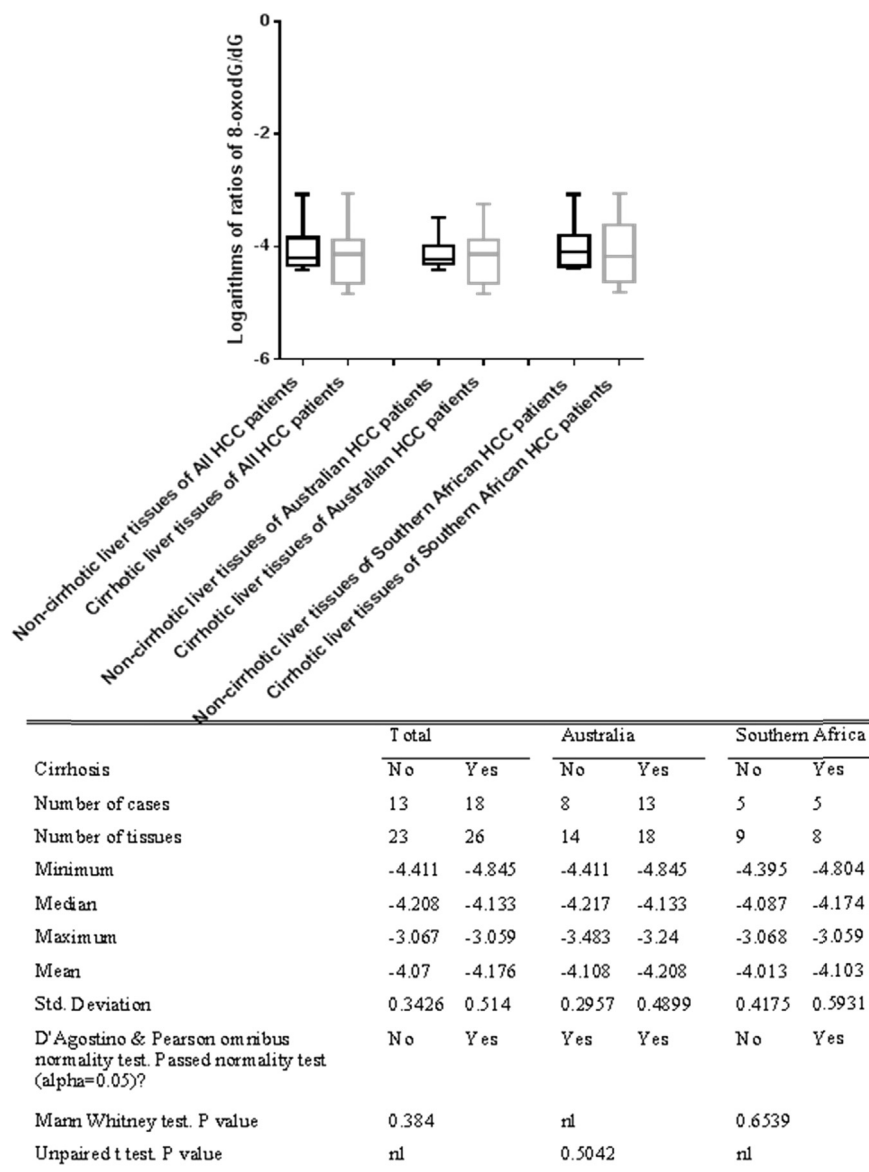 Logarithms of ratios of 8-oxodG/dG
0
-2
-4
-6
Non-cirrhotic liver tissues of All HCC patients
Cirrhotic liver tissues of All HCC patients
Non-cirrhotic liver tissues of Australian HCC patients
Cirrhotic liver tissues of Australian HCC patients
Non-cirrhotic liver tissues of Southern African HCC patients
Cirrhotic liver tissues of Southern African HCC patients
Total Australia Southern Africa
Cirrhosis No Yes No Yes No Yes
Number of cases 13 18 8 13 5 5
Number of tissues 23 26 14 18 9 8
Minimum -4.411 -4.845 -4.411 -4.845 -4.395 -4.804
Median -4.208 -4.133 -4.217 -4.133 -4.087 -4.174
Maximum -3.067 -3.059 -3.483 -3.24 -3.068 -3.059
Mean -4.07 -4.176 -4.108 -4.208 -4.013 -4.103
Std. Deviation 0.3426 0.514 0.2957 0.4899 0.4175 0.5931
D'Agostino & Pearson omnibus No Yes Yes Yes No Yes
normality test. Passed normality test
(alpha=0.05)?
Mann Whitney test. P value 0.384 nl 0.6539
Unpaired t test. P value nl 0.5042 nl